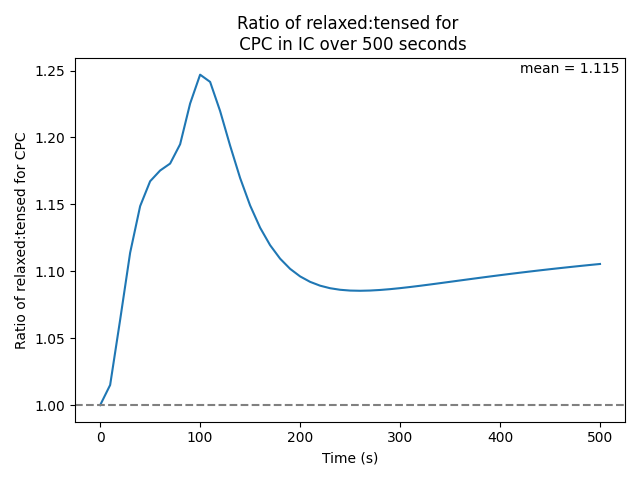 Ratio of relaxed:tensed for
CPC in IC over 500 seconds
mean = 1.115
Ratio of relaxed:tensed for CPC
1.25
1.20
1.15
1.10
1.05
1.00
0 100 200 300 400 500
Time (s)